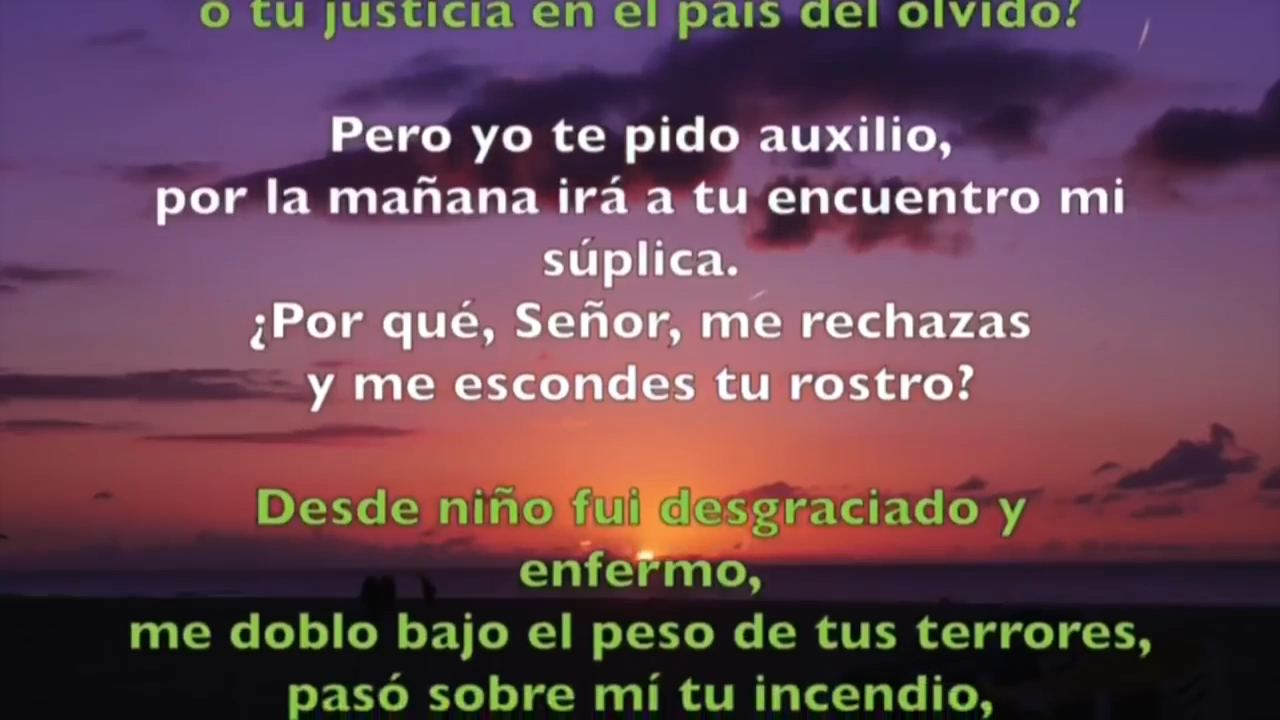 o tu justicia en el país del olvido?
Pero yo te pido auxilio,
por la mañana irá a tu encuentro mi
súplica.
¿Por qué, Señor, me rechazas
y me escondes tu rostro?
Desde niño fui desgraciado y
enfermo,
me doblo bajo el peso de tus terrores,
pasó sobre mí tu incendio,